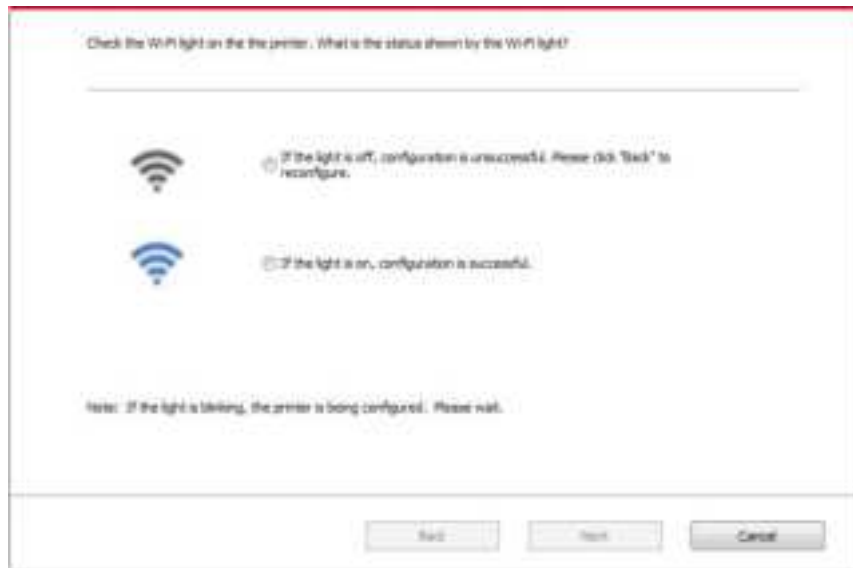 Check the Wi-Fi light on the the printer. What is the status shown by the Wi-Fi light?
If the light is off, configuration is unsuccessful. Please click "Back" to
reconfigure.
If the light is on, configuration is successful.
Note: If the light is blinking, the printer is being configured. Please wait.
Back
Next
Cancel